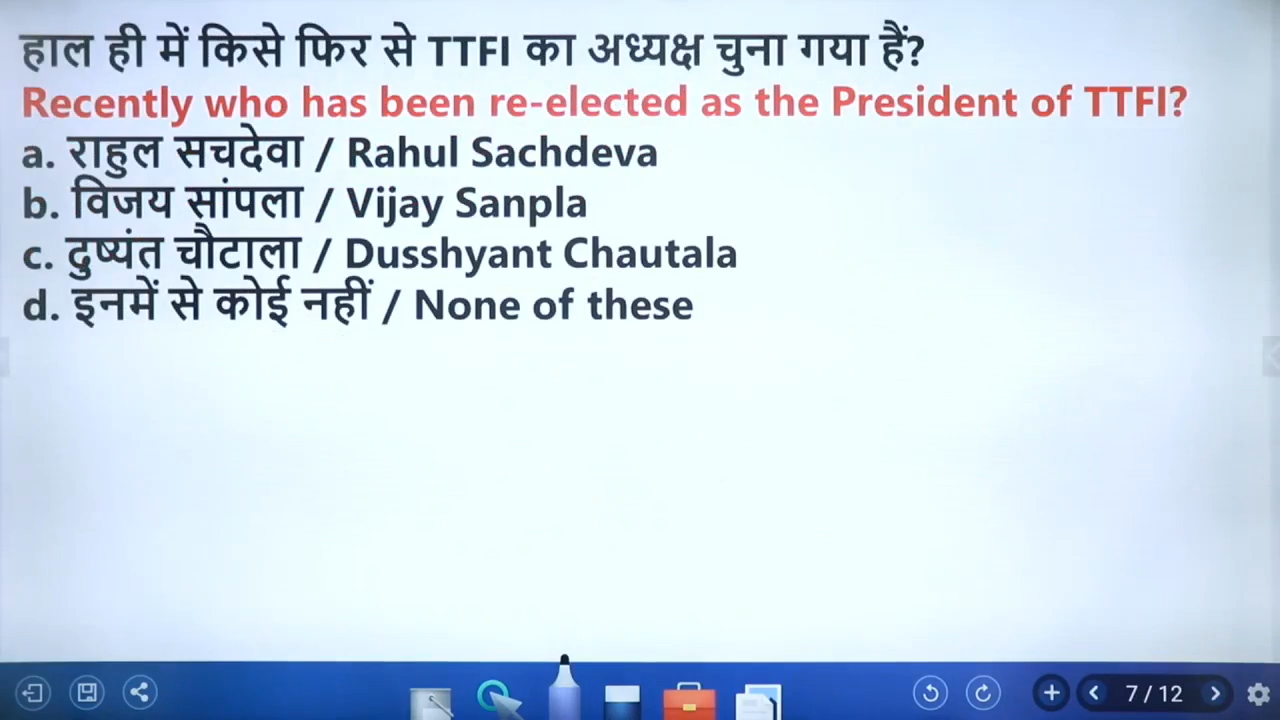 हाल ही में किसे फिर से TTFI का अध्यक्ष चुना गया हैं?
Recently who has been re-elected as the President of TTFI?
a. राहुल सचदेवा / Rahul Sachdeva
b. विजय सांपला / Vijay Sanpla
c. दुष्यंत चौटाला / Dusshyant Chautala
d. इनमें से कोई नहीं / None of these
7 / 12